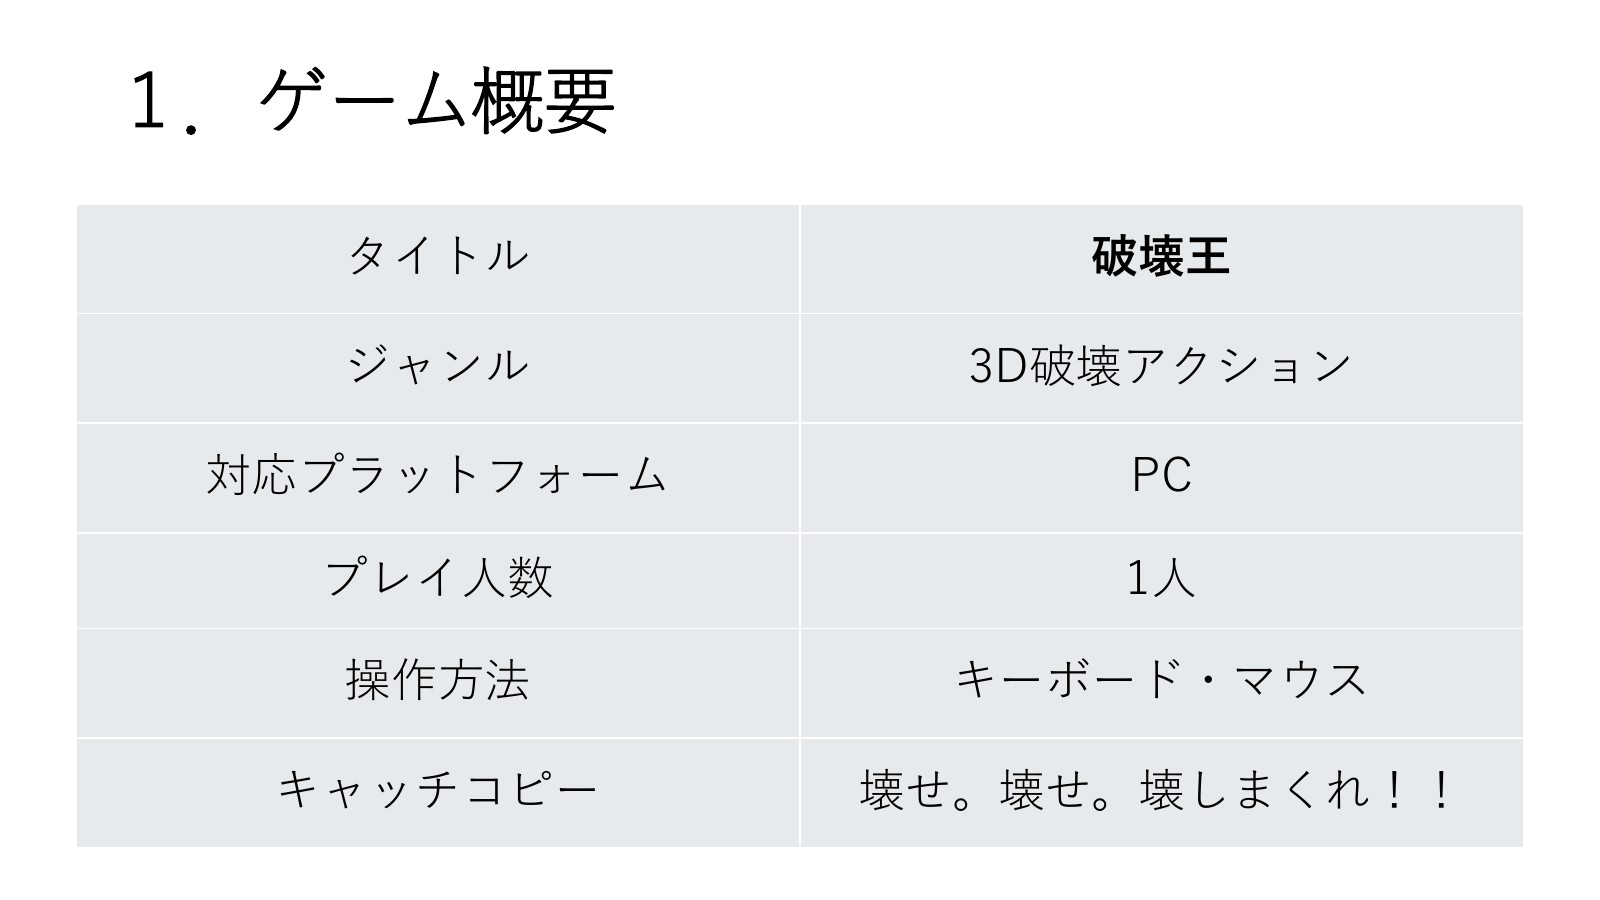 1．ゲーム概要
タイトル
破壊王
ジャンル
3D破壊アクション
対応プラットフォーム
PC
プレイ人数
1人
操作方法
キーボード・マウス
キャッチコピー
壊せ。壊せ。壊しまくれ！！